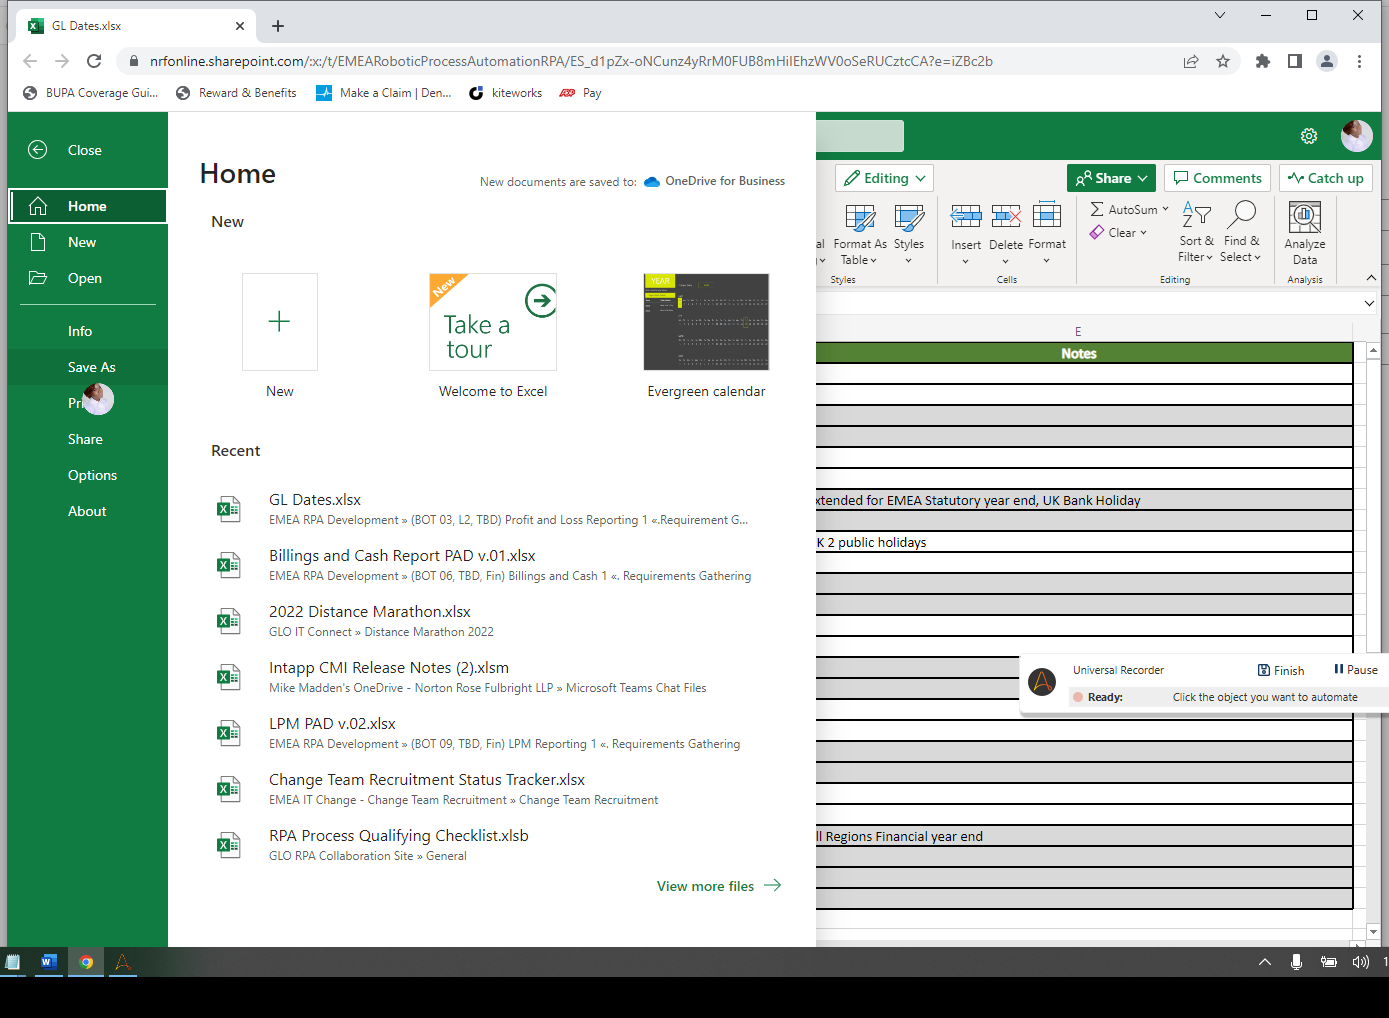 GL Dates.xlsx
nrfonline.sharepoint.com/:x:/t/EMEARoboticProcessAutomationRPA/ES_d1pZx-oNCunz4yRrM0FUB8mHiIEhzWV0oSeRUCztcCA?e=iZBc2b
BUPA Coverage Gui...
Reward & Benefits
Make a Claim | Den...
kiteworks
Pay
Close
Home
New
Open
Info
Save As
Pri
Share
Options
About
Home
New documents are saved to:
OneDrive for Business
New
New
Take a
tour
YEAR
New
Welcome to Excel
Evergreen calendar
Recent
GL Dates.xlsx
EMEA RPA Development » (BOT 03, L2, TBD) Profit and Loss Reporting 1 «.Requirement G...
Billings and Cash Report PAD v.01.xlsx
EMEA RPA Development » (BOT 06, TBD, Fin) Billings and Cash 1 «. Requirements Gathering
2022 Distance Marathon.xlsx
GLO IT Connect » Distance Marathon 2022
Intapp CMI Release Notes (2).xlsm
Mike Madden's OneDrive - Norton Rose Fulbright LLP » Microsoft Teams Chat Files
LPM PAD v.02.xlsx
EMEA RPA Development » (BOT 09, TBD, Fin) LPM Reporting 1 «. Requirements Gathering
Change Team Recruitment Status Tracker.xlsx
EMEA IT Change - Change Team Recruitment » Change Team Recruitment
RPA Process Qualifying Checklist.xlsb
GLO RPA Collaboration Site » General
View more files
Editing
Share
Comments
Catch up
al
g
Format As
Table
Styles
Styles
Insert
Delete
Format
Cells
AutoSum
Clear
Sort &
Filter
Find &
Select
Editing
Analyze
Data
Analysis
E
Notes
xtended for EMEA Statutory year end, UK Bank Holiday
K 2 public holidays
Universal Recorder
Finish
Pause
Ready:
Click the object you want to automate
ll Regions Financial year end
1